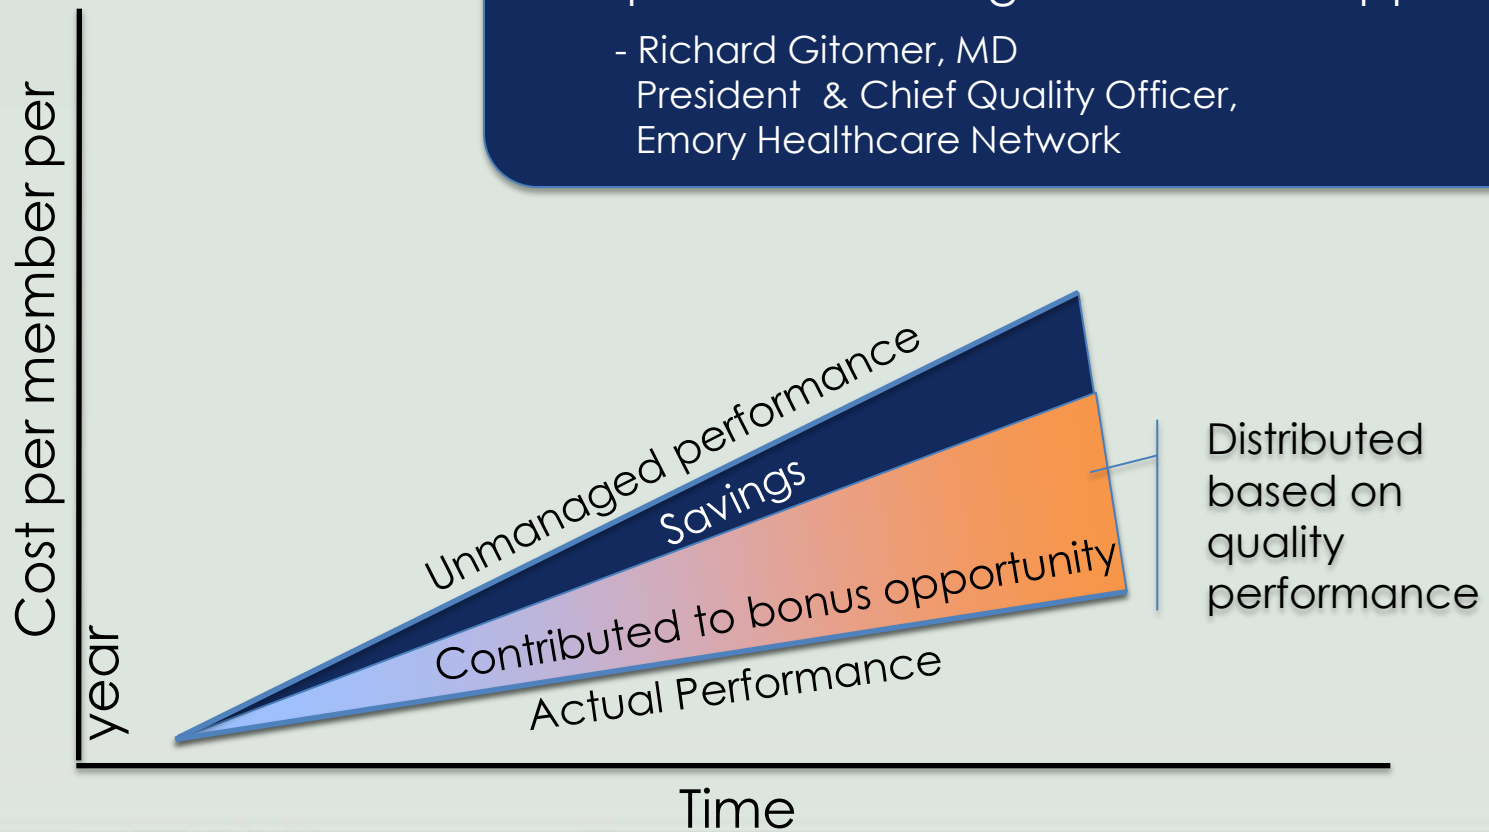 - Richard Gitomer, MD
President & Chief Quality Officer,
Emory Healthcare Network
Cost per member per
year
Unmanaged performance
Savings
Contributed to bonus opportunity
Actual Performance
Distributed
based on
quality
performance
Time